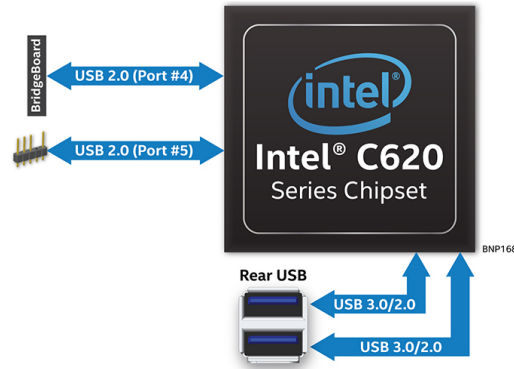 BridgeBoard
USB 2.0 (Port #4)
USB 2.0 (Port #5)
intel®
Intel® C620
Series Chipset
BNP168
Rear USB
USB 3.0/2.0
USB 3.0/2.0